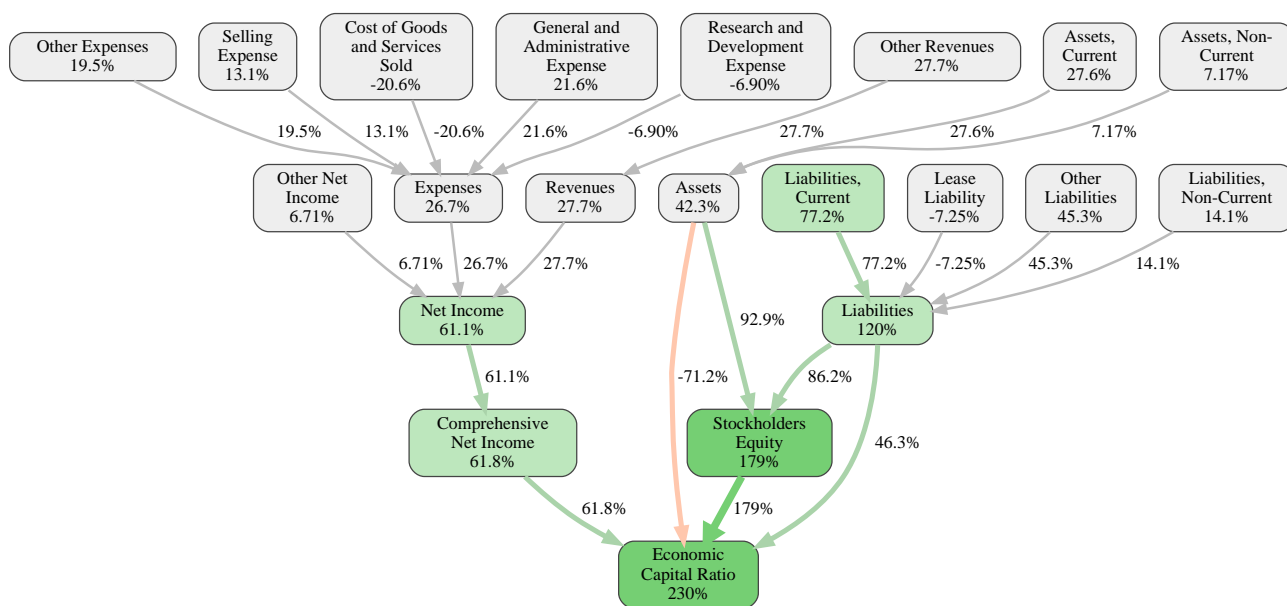 Other Expenses
19.5%
Selling
Expense
13.1%
Cost of Goods
and Services
Sold
-20.6%
General and
Administrative
Expense
21.6%
Research and
Development
Expense
-6.90%
Other Revenues
27.7%
Assets,
Current
27.6%
Assets, Non-
Current
7.17%
19.5%
13.1%
-20.6%
21.6%
-6.90%
27.7%
27.6%
7.17%
Other Net
Income
6.71%
Expenses
26.7%
Revenues
27.7%
Assets
42.3%
Liabilities,
Current
77.2%
Lease
Liability
-7.25%
Other
Liabilities
45.3%
Liabilities,
Non-Current
14.1%
6.71%
26.7%
27.7%
77.2%
-7.25%
45.3%
14.1%
Net Income
61.1%
92.9%
Liabilities
120%
61.1%
-71.2%
86.2%
Comprehensive
Net Income
61.8%
Stockholders
Equity
179%
46.3%
61.8%
179%
Economic
Capital Ratio
230%